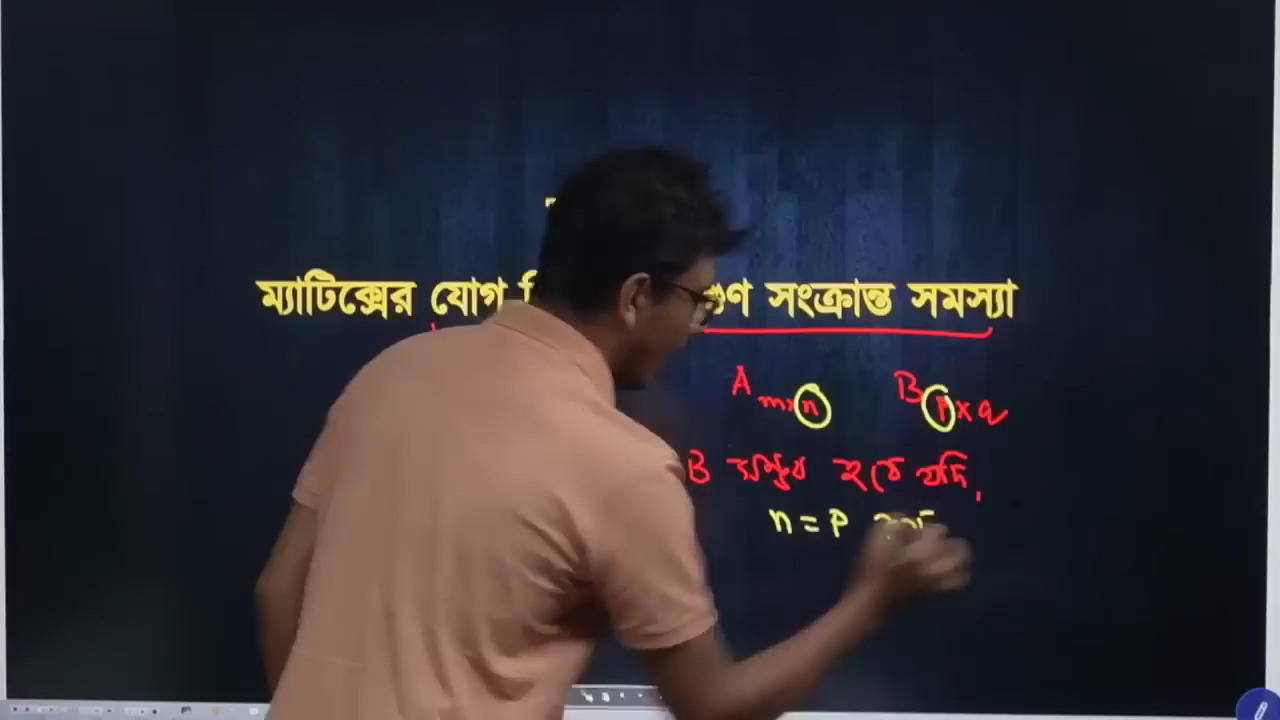 ম্যাটিক্সের যোগ গুণ সংক্রান্ত সমস্যা
A m×n B p×q
B সম্ভব হবে যদি,
n = p